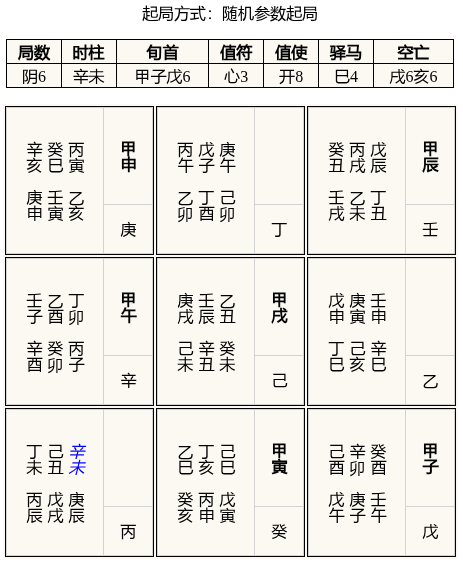 起局方式：随机参数起局
局数 时柱 旬首 值符 值使 驿马 空亡
阴6 辛未 甲子戊6 心3 开8 巳4 戌6亥6
辛亥 癸巳 丙寅 甲申
庚申 壬寅 乙亥
庚
丙午 戊子 庚午
乙卯 丁酉 己卯
丁
癸丑 丙戌 戊辰 甲辰
壬戌 乙未 丁丑
壬
壬子 乙酉 丁卯 甲午
辛酉 癸卯 丙子
辛
庚戌 壬辰 乙丑 甲戌
己未 辛丑 癸未
己
戊申 庚寅 壬申
丁巳 己亥 辛巳
乙
丁未 己丑 辛未
丙辰 戊戌 庚辰
丙
乙巳 丁亥 己巳 甲寅
癸亥 丙申 戊寅
癸
己酉 辛卯 癸酉 甲子
戊午 庚子 壬午
戊